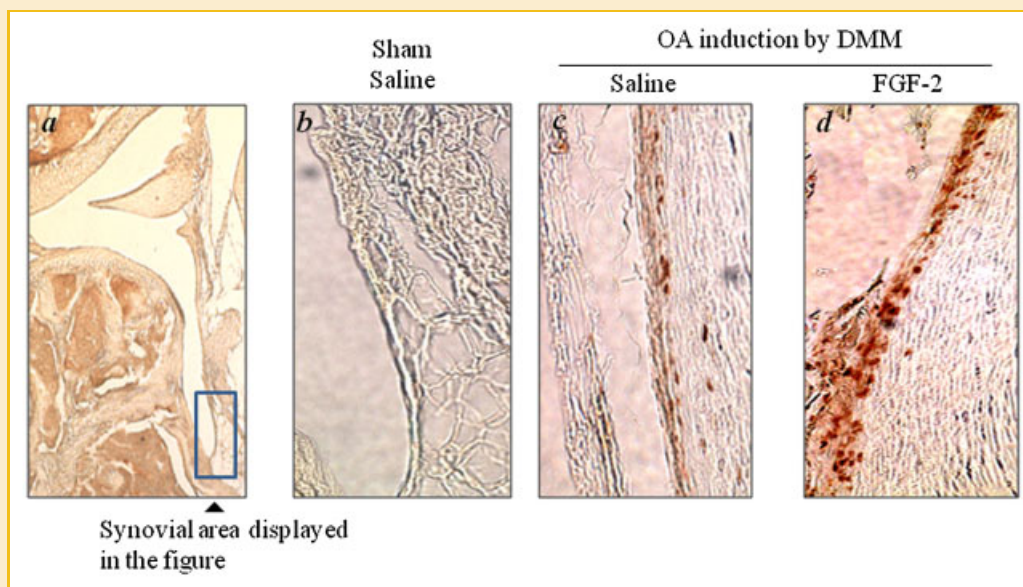 Sham
Saline
OA induction by DMM
Saline
FGF-2
a
b
c
d
Synovial area displayed
in the figure